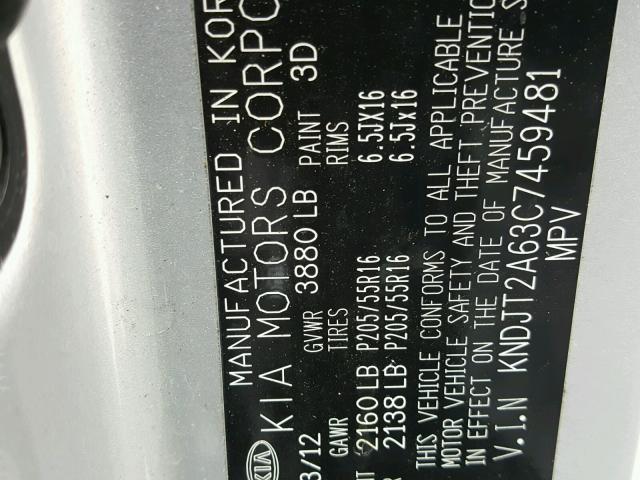 MANUFACTURED IN KOR
KIA KIA MOTORS CORPO
3/12 GVWR 3880 LB PAINT 3D
GAWR TIRES RIMS
NT 2160 LB P205/55R16 6.5JX16
R 2138 LB P205/55R16 6.5Jx16
THIS VEHICLE CONFORMS TO ALL APPLICABLE
MOTOR VEHICLE SAFETY AND THEFT PREVENTIO
IN EFFECT ON THE DATE OF MANUFACTURE S
V.I.N KNDJT2A63C7459481
MPV